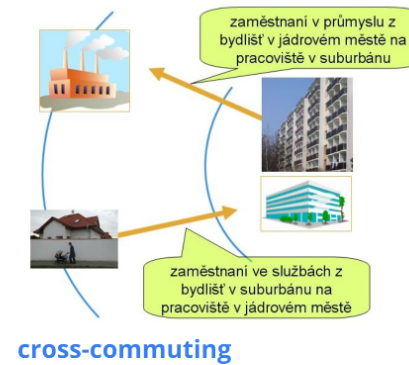 zaměstnaní v průmyslu z
bydlišť v jádrovém městě na
pracoviště v suburbánu
zaměstnaní ve službách z
bydlišť v suburbánu na
pracoviště v jádrovém městě
cross-commuting